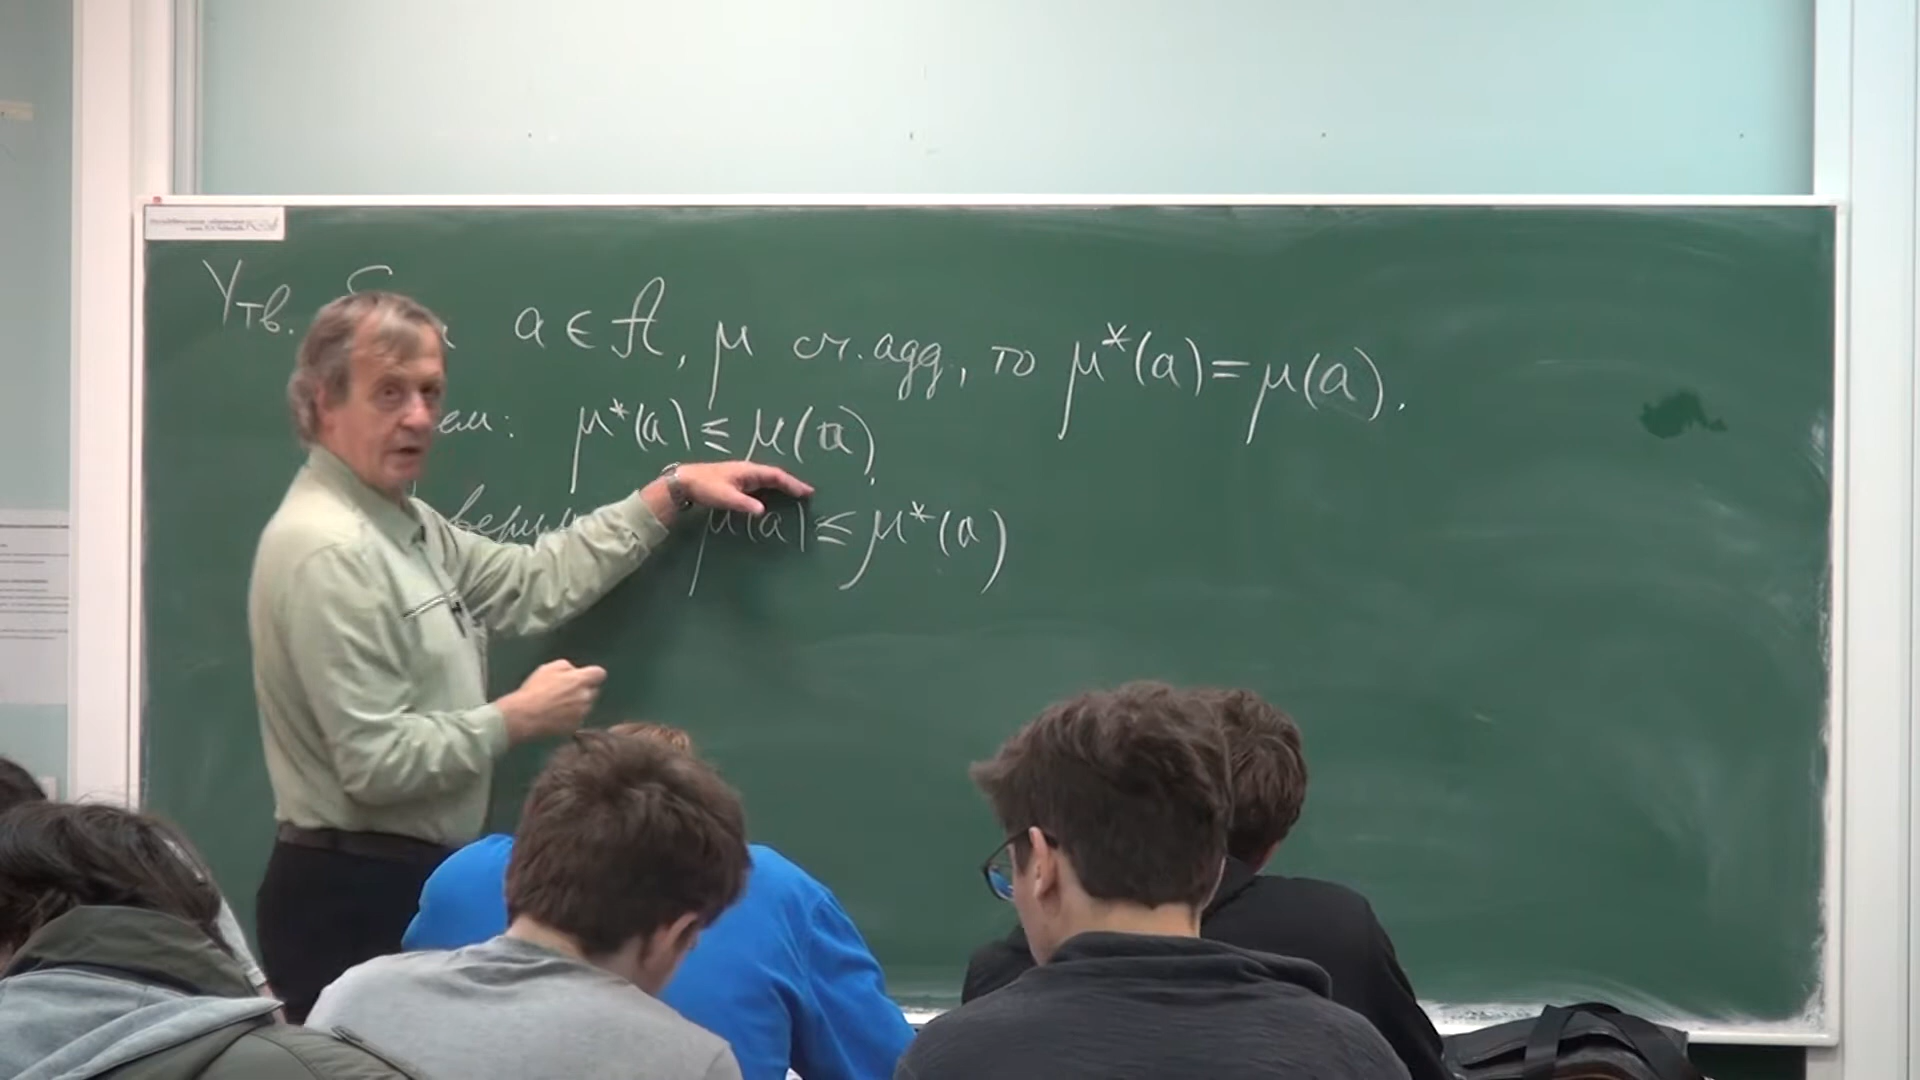 Утв. a ∈ 𝒜, μ сч. адд., то μ*(a) = μ(a).
μ*(a) ≤ μ(a).
μ(a) ≤ μ*(a)